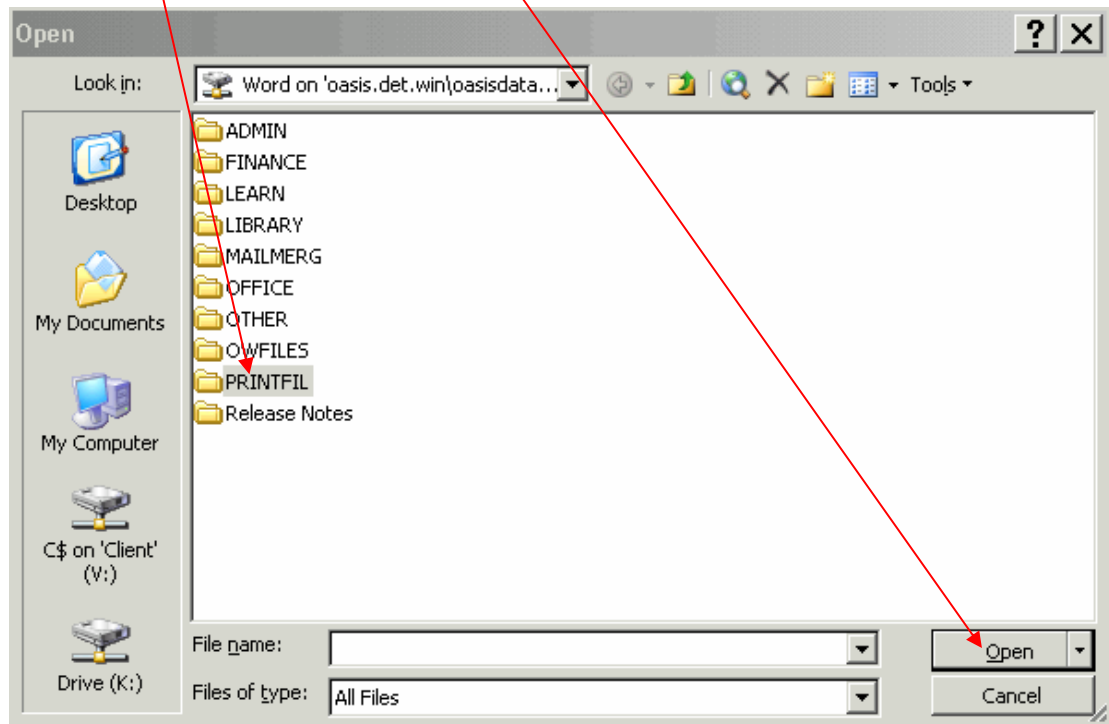 Open
Look in:
Word on 'oasis.det.win\oasisdata...
Tools
Desktop
My Documents
My Computer
C$ on 'Client'
(V:)
Drive (K:)
ADMIN
FINANCE
LEARN
LIBRARY
MAILMERG
OFFICE
OTHER
OWFILES
PRINTFIL
Release Notes
File name:
Open
Files of type:
All Files
Cancel